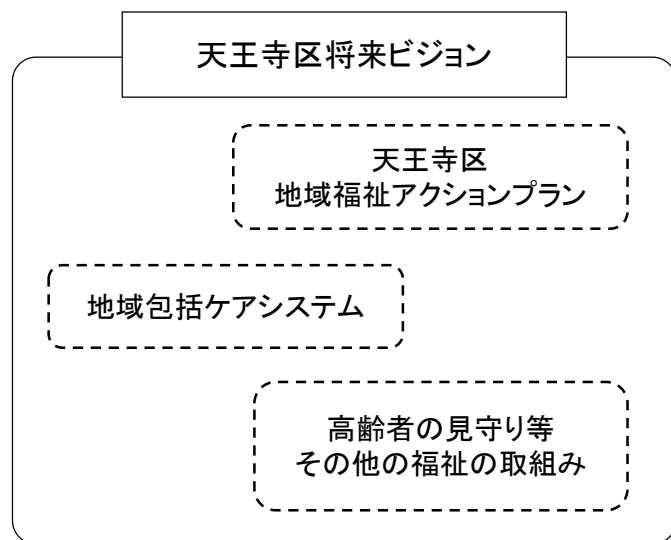 天王寺区将来ビジョン
天王寺区
地域福祉アクションプラン
地域包括ケアシステム
高齢者の見守り等
その他の福祉の取組み